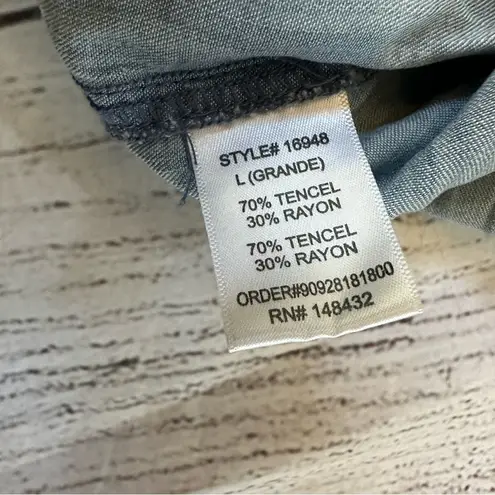 STYLE# 16948
L (GRANDE)
70% TENCEL
30% RAYON
70% TENCEL
30% RAYON
ORDER#90928181800
RN# 148432